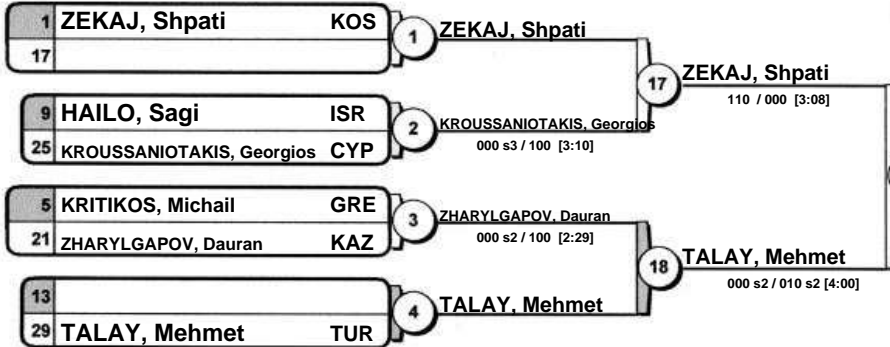 1 ZEKAJ, Shpati KOS
17
1 ZEKAJ, Shpati
9 HAILO, Sagi ISR
25 KROUSSANIOTAKIS, Georgios CYP
2 KROUSSANIOTAKIS, Georgios
000 s3 / 100 [3:10]
17 ZEKAJ, Shpati
110 / 000 [3:08]
5 KRITIKOS, Michail GRE
21 ZHARYLGAPOV, Dauran KAZ
3 ZHARYLGAPOV, Dauran
000 s2 / 100 [2:29]
13
29 TALAY, Mehmet TUR
4 TALAY, Mehmet
18 TALAY, Mehmet
000 s2 / 010 s2 [4:00]